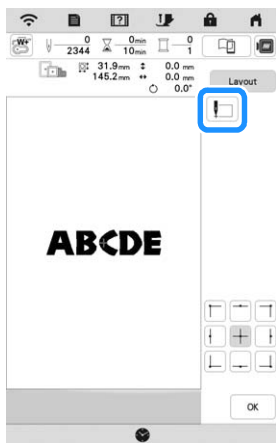 ?
W+
0
2344
0min
10min
0
1
31.9mm
0.0 mm
145.2mm
0.0 mm
0.0°
Layout
ABCDE
OK